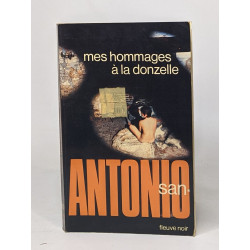 mes hommages
à la donzelle
san-
ANTONIO
fleuve noir